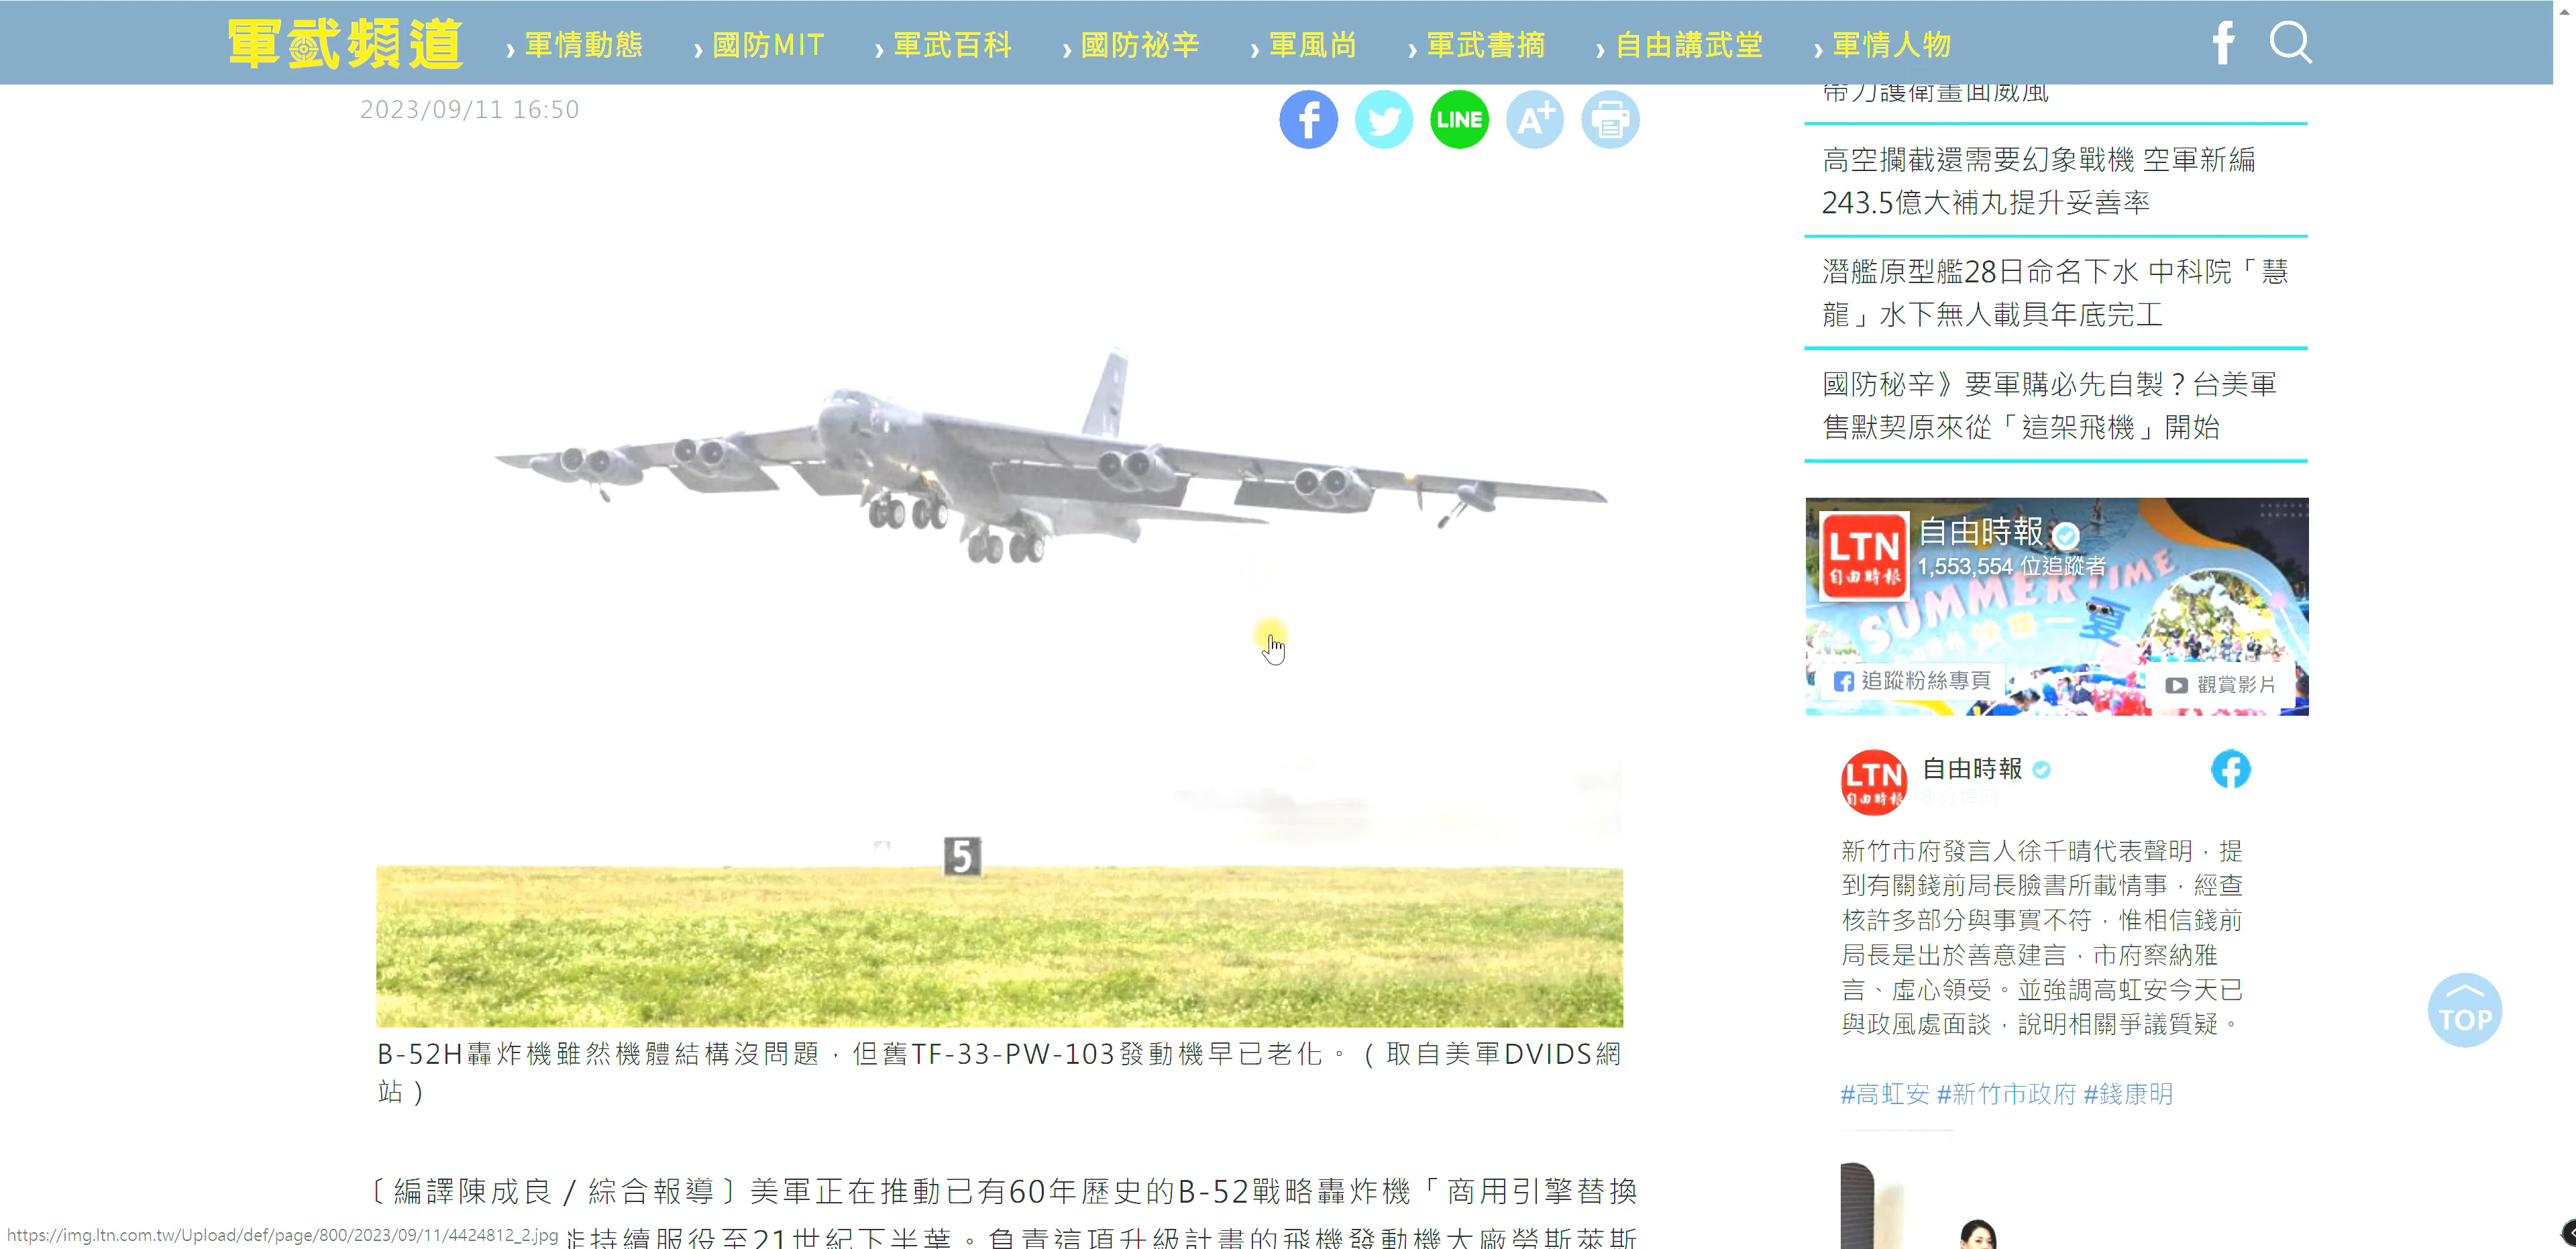 軍武頻道
軍情動態
國防MIT
軍武百科
國防祕辛
軍風尚
軍武書摘
自由講武堂
軍情人物
2023/09/11 16:50
LINE
A+
帶刀護衛畫面威風
高空攔截還需要幻象戰機 空軍新編
243.5億大補丸提升妥善率
潛艦原型艦28日命名下水 中科院「慧
龍」水下無人載具年底完工
國防秘辛》要軍購必先自製？台美軍
售默契原來從「這架飛機」開始
5
B-52H轟炸機雖然機體結構沒問題，但舊TF-33-PW-103發動機早已老化。（取自美軍DVIDS網
站）
〔編譯陳成良／綜合報導〕美軍正在推動已有60年歷史的B-52戰略轟炸機「商用引擎替換
能持續服役至21世紀下半葉。負責這項升級計畫的飛機發動機大廠勞斯萊斯
LTN
自由時報
自由時報
1,553,554 位追蹤者
SUMMER TIME
夏
追蹤粉絲專頁
觀賞影片
LTN
自由時報
自由時報
新竹市府發言人徐千晴代表聲明，提
到有關錢前局長臉書所載情事，經查
核許多部分與事實不符，惟相信錢前
局長是出於善意建言，市府察納雅
言、虛心領受。並強調高虹安今天已
與政風處面談，說明相關爭議質疑。
#高虹安 #新竹市政府 #錢康明
TOP
https://img.ltn.com.tw/Upload/def/page/800/2023/09/11/4424812_2.jpg